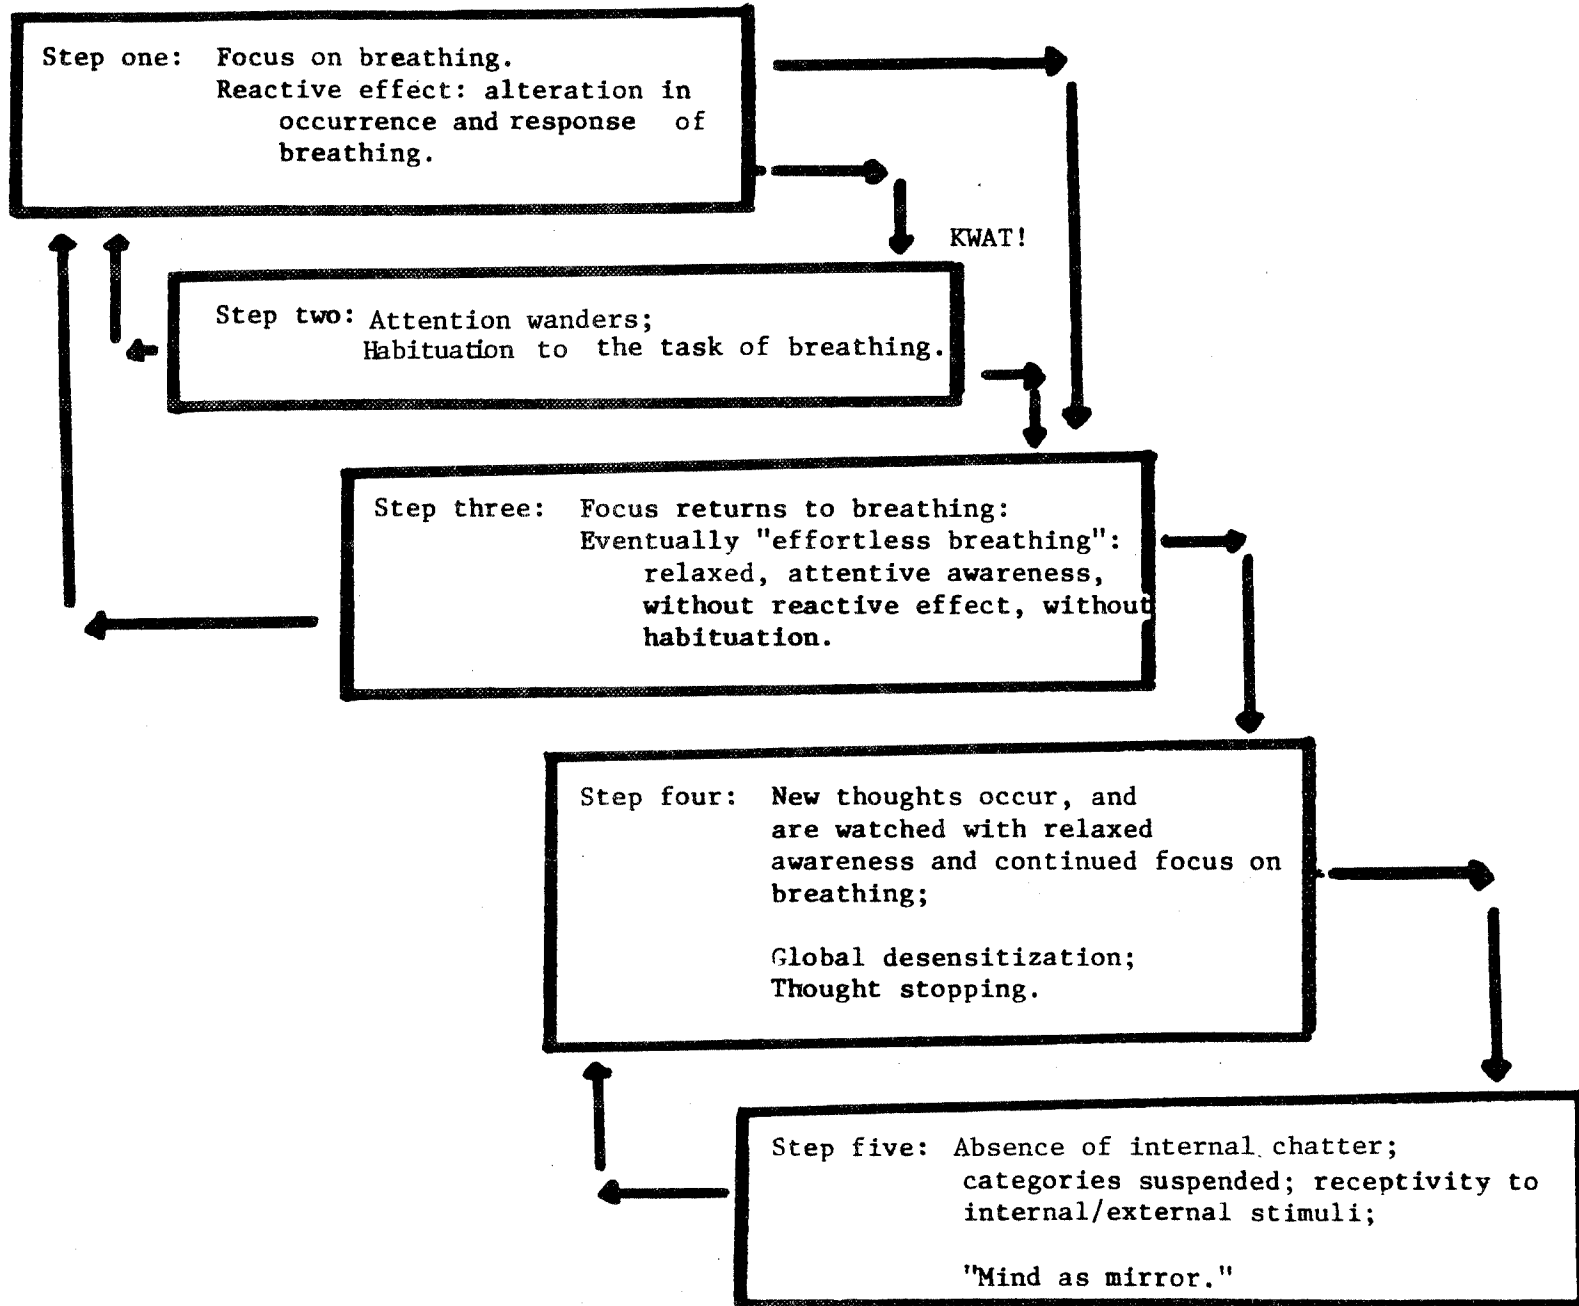 Step one: Focus on breathing.
Reactive effect: alteration in
occurrence and response of
breathing.
KWAT!
Step two: Attention wanders;
Habituation to the task of breathing.
Step three: Focus returns to breathing:
Eventually "effortless breathing":
relaxed, attentive awareness,
without reactive effect, without
habituation.
Step four: New thoughts occur, and
are watched with relaxed
awareness and continued focus on
breathing;
Global desensitization;
Thought stopping.
Step five: Absence of internal chatter;
categories suspended; receptivity to
internal/external stimuli;
"Mind as mirror."